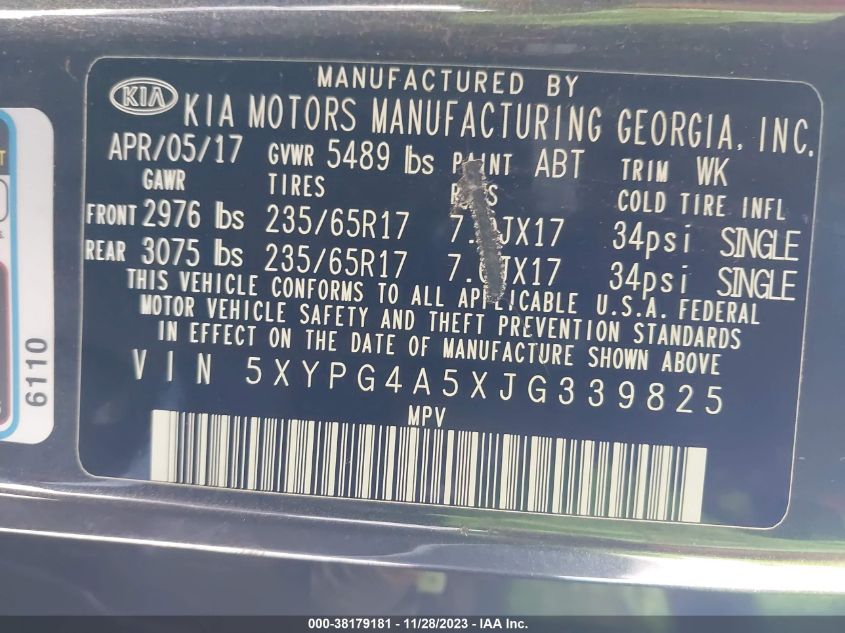 MANUFACTURED BY
KIA KIA MOTORS MANUFACTURING GEORGIA, INC.
APR/05/17 GVWR 5489 lbs PAINT ABT TRIM WK
GAWR TIRES COLD TIRE INFL
FRONT 2976 lbs 235/65R17 JX17 34psi SINGLE
REAR 3075 lbs 235/65R17 JX17 34psi SINGLE
THIS VEHICLE CONFORMS TO ALL APPLICABLE U.S.A. FEDERAL
MOTOR VEHICLE SAFETY AND THEFT PREVENTION STANDARDS
IN EFFECT ON THE DATE OF MANUFACTURE SHOWN ABOVE
VIN 5XYPG4A5XJG339825
MPV
6110
000-38179181 - 11/28/2023 - IAA Inc.